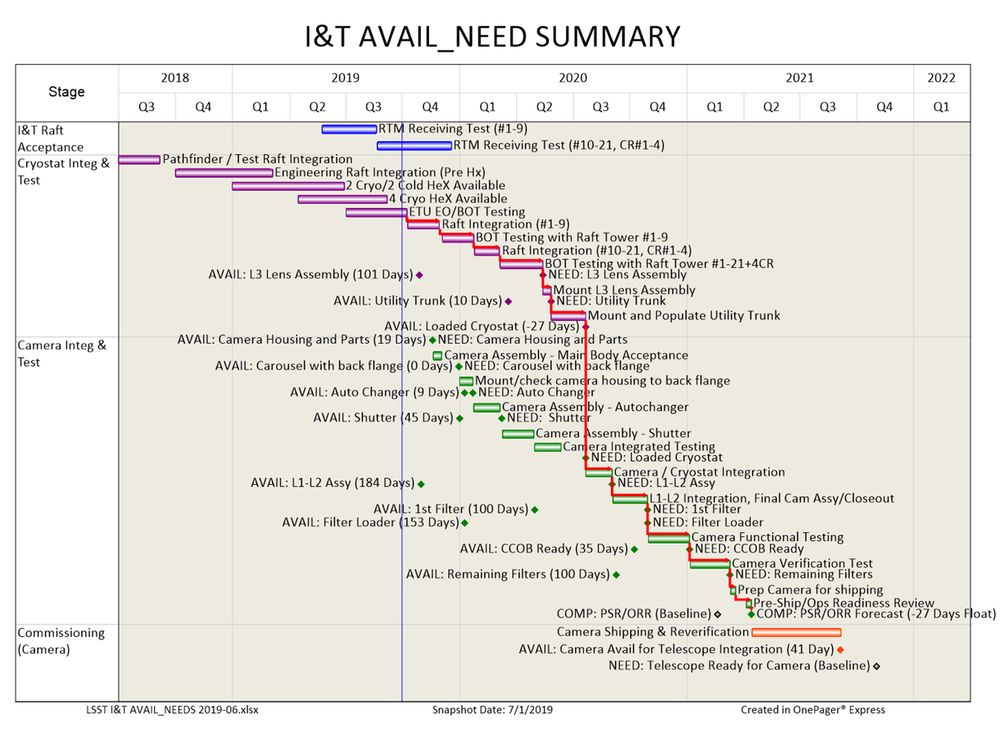 I&T AVAIL_NEED SUMMARY
Stage
2018 2019 2020 2021 2022
Q3 Q4 Q1 Q2 Q3 Q4 Q1 Q2 Q3 Q4 Q1 Q2 Q3 Q4 Q1
I&T Raft
Acceptance
RTM Receiving Test (#1-9)
RTM Receiving Test (#10-21, CR#1-4)
Cryostat Integ &
Test
Pathfinder / Test Raft Integration
Engineering Raft Integration (Pre Hx)
2 Cryo/2 Cold HeX Available
4 Cryo HeX Available
ETU EO/BOT Testing
Raft Integration (#1-9)
BOT Testing with Raft Tower #1-9
Raft Integration (#10-21, CR#1-4)
BOT Testing with Raft Tower #1-21+4CR
AVAIL: L3 Lens Assembly (101 Days) NEED: L3 Lens Assembly
Mount L3 Lens Assembly
AVAIL: Utility Trunk (10 Days) NEED: Utility Trunk
Mount and Populate Utility Trunk
AVAIL: Loaded Cryostat (-27 Days)
Camera Integ &
Test
AVAIL: Camera Housing and Parts (19 Days) NEED: Camera Housing and Parts
Camera Assembly - Main Body Acceptance
AVAIL: Carousel with back flange (0 Days) NEED: Carousel with back flange
Mount/check camera housing to back flange
AVAIL: Auto Changer (9 Days) NEED: Auto Changer
Camera Assembly - Autochanger
AVAIL: Shutter (45 Days) NEED: Shutter
Camera Assembly - Shutter
Camera Integrated Testing
NEED: Loaded Cryostat
Camera / Cryostat Integration
AVAIL: L1-L2 Assy (184 Days) NEED: L1-L2 Assy
L1-L2 Integration, Final Cam Assy/Closeout
AVAIL: 1st Filter (100 Days) NEED: 1st Filter
AVAIL: Filter Loader (153 Days) NEED: Filter Loader
Camera Functional Testing
AVAIL: CCOB Ready (35 Days) NEED: CCOB Ready
Camera Verification Test
AVAIL: Remaining Filters (100 Days) NEED: Remaining Filters
Prep Camera for shipping
Pre-Ship/Ops Readiness Review
COMP: PSR/ORR (Baseline) COMP: PSR/ORR Forecast (-27 Days Float)
Commissioning
(Camera)
Camera Shipping & Reverification
AVAIL: Camera Avail for Telescope Integration (41 Day)
NEED: Telescope Ready for Camera (Baseline)
LSST I&T AVAIL_NEEDS 2019-06.xlsx Snapshot Date: 7/1/2019 Created in OnePager® Express